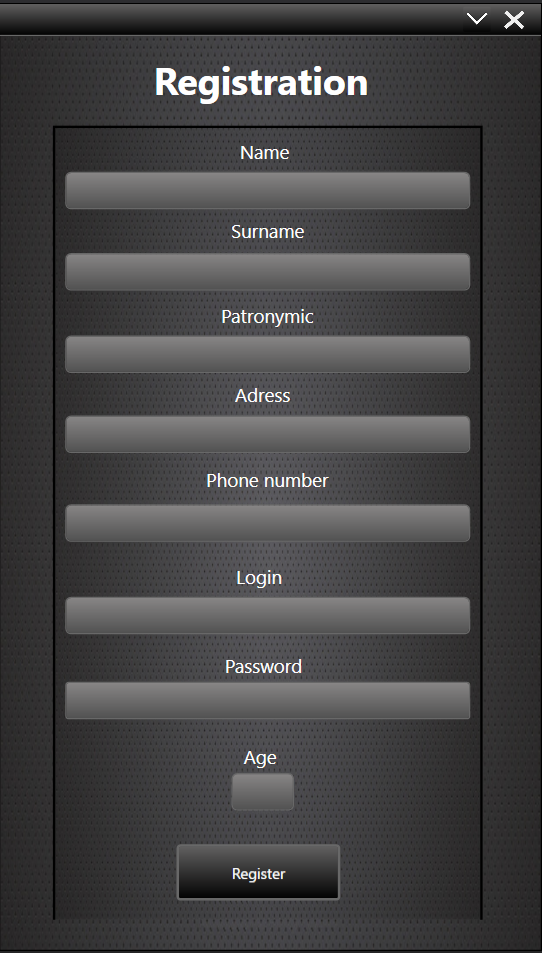 Registration
Name
Surname
Patronymic
Adress
Phone number
Login
Password
Age
Register